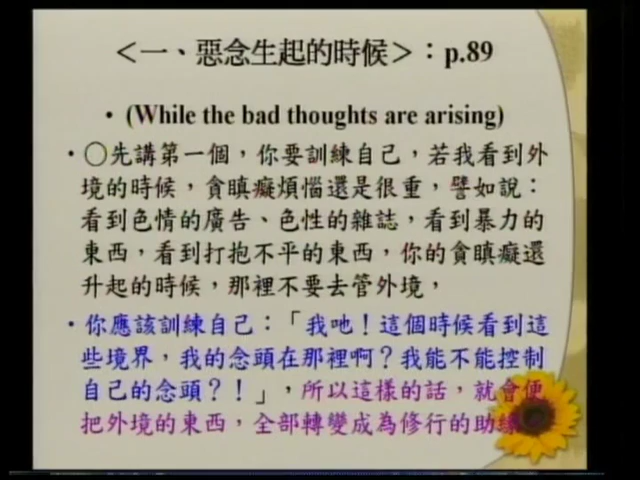 ＜一、惡念生起的時候＞：p.89
• (While the bad thoughts are arising)
• ○先講第一個，你要訓練自己，若我看到外
境的時候，貪瞋癡煩惱還是很重，譬如說：
看到色情的廣告、色性的雜誌，看到暴力的
東西，看到打抱不平的東西，你的貪瞋癡還
升起的時候，那裡不要去管外境，
• 你應該訓練自己：「我吔！這個時候看到這
些境界，我的念頭在那裡啊？我能不能控制
自己的念頭？！」，所以這樣的話，就會便
把外境的東西，全部轉變成為修行的助緣。